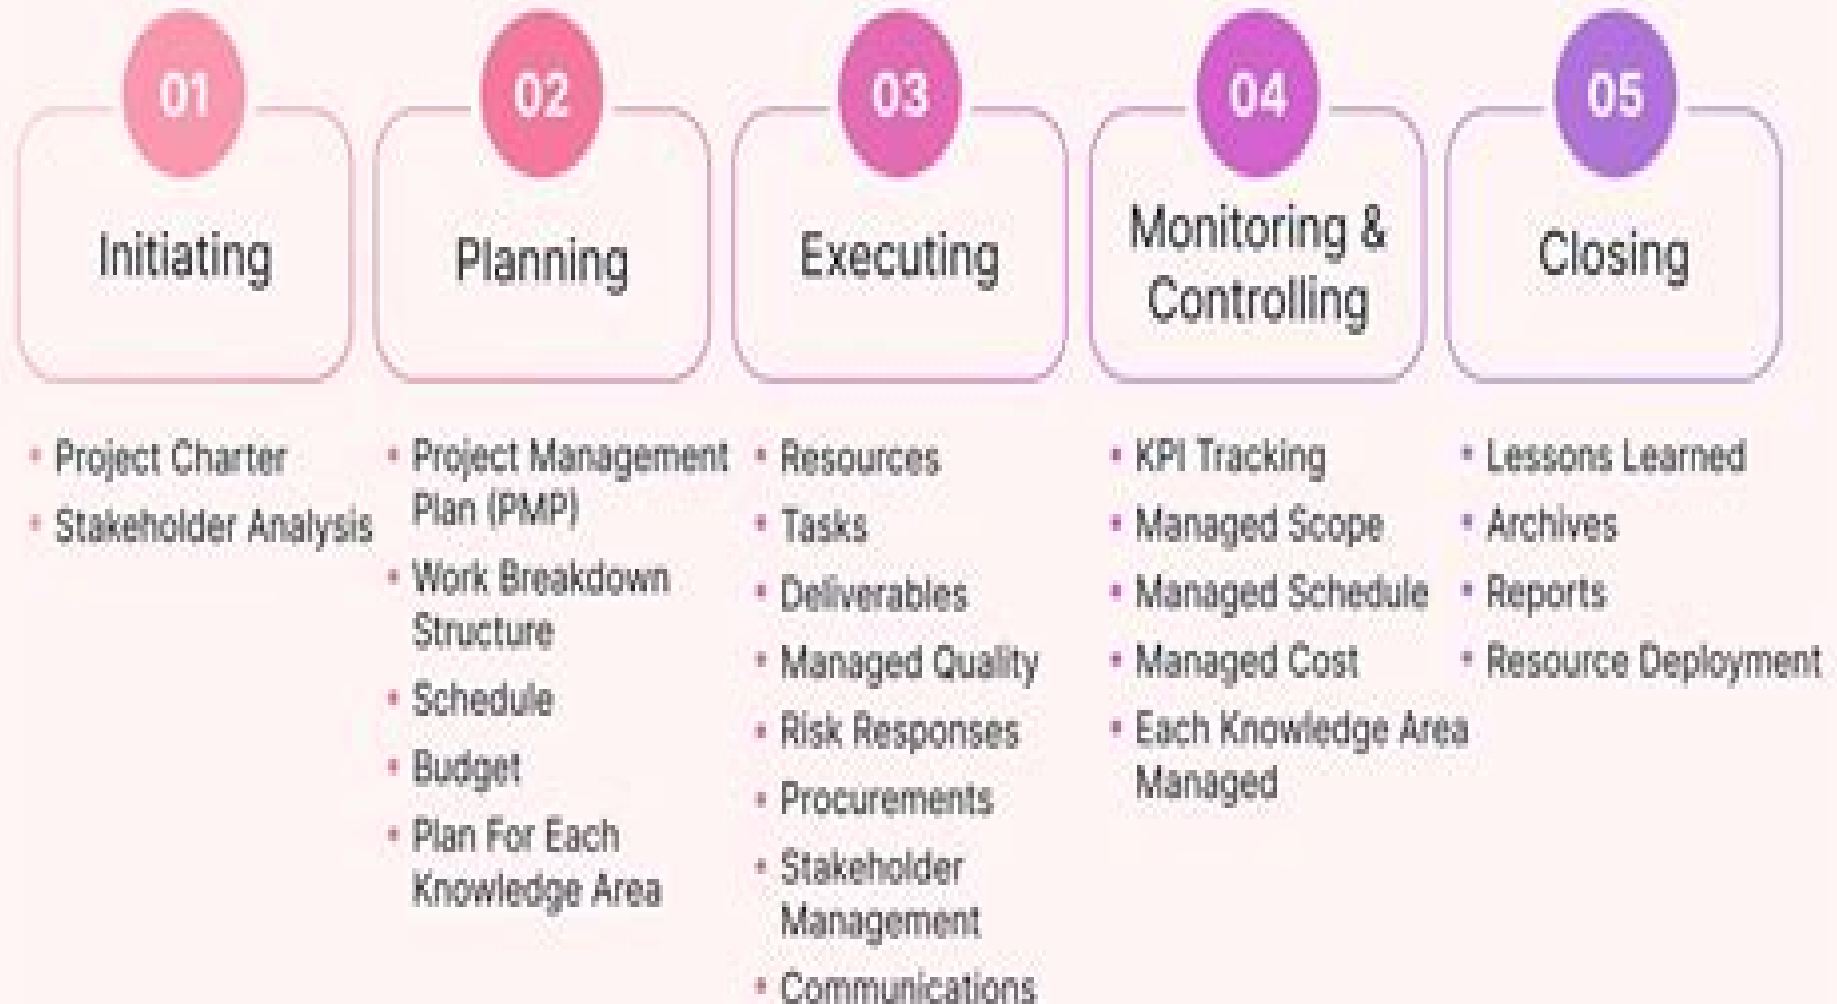 01
Initiating
• Project Charter
• Stakeholder Analysis
02
Planning
• Project Management
Plan (PMP)
• Work Breakdown
Structure
• Schedule
• Budget
• Plan For Each
Knowledge Area
03
Executing
• Resources
• Tasks
• Deliverables
• Managed Quality
• Risk Responses
• Procurements
• Stakeholder
Management
• Communications
04
Monitoring &
Controlling
• KPI Tracking
• Managed Scope
• Managed Schedule
• Managed Cost
• Each Knowledge Area
Managed
05
Closing
• Lessons Learned
• Archives
• Reports
• Resource Deployment